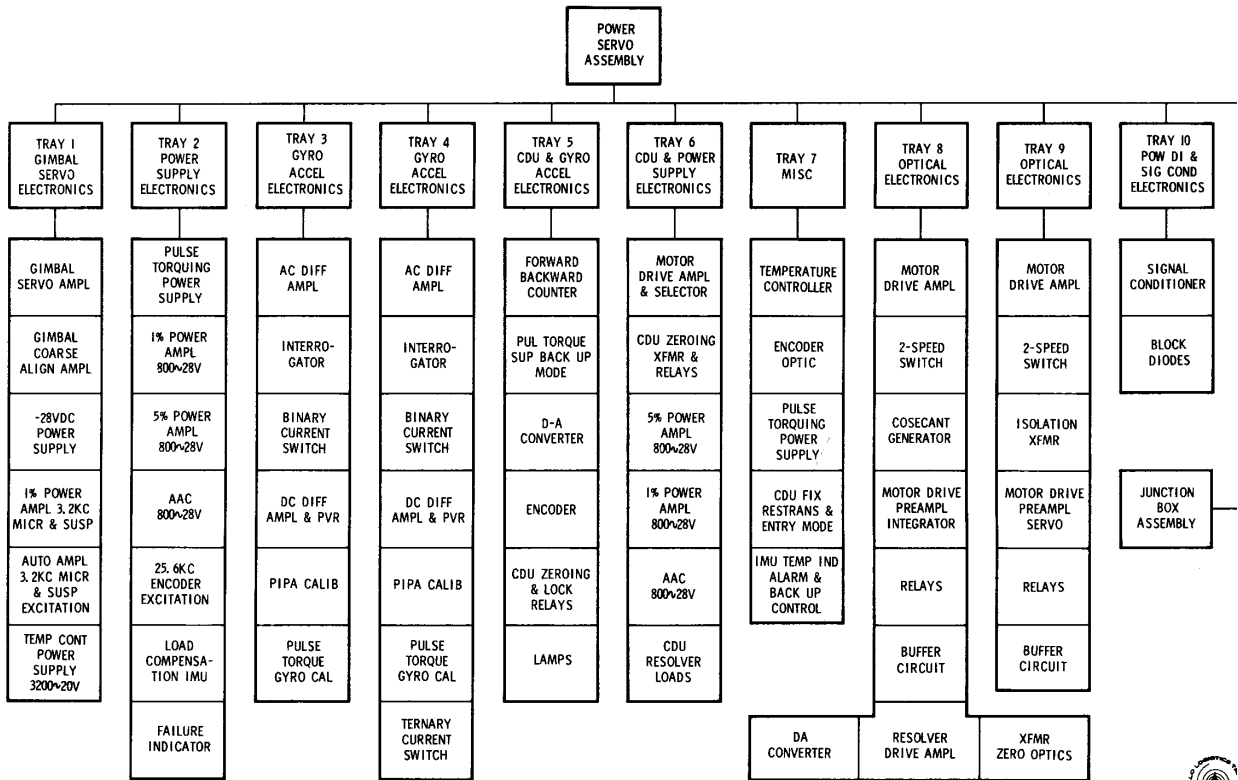 POWER
SERVO
ASSEMBLY
TRAY 1
GIMBAL
SERVO
ELECTRONICS
TRAY 2
POWER
SUPPLY
ELECTRONICS
TRAY 3
GYRO
ACCEL
ELECTRONICS
TRAY 4
GYRO
ACCEL
ELECTRONICS
TRAY 5
CDU & GYRO
ACCEL
ELECTRONICS
TRAY 6
CDU & POWER
SUPPLY
ELECTRONICS
TRAY 7
MISC
TRAY 8
OPTICAL
ELECTRONICS
TRAY 9
OPTICAL
ELECTRONICS
TRAY 10
POW DI &
SIG COND
ELECTRONICS
GIMBAL
SERVO AMPL
GIMBAL
COARSE
ALIGN AMPL
-28VDC
POWER
SUPPLY
1% POWER
AMPL 3.2KC
MICR & SUSP
AUTO AMPL
3.2KC MICR
& SUSP
EXCITATION
TEMP CONT
POWER
SUPPLY
3200~20V
PULSE
TORQUING
POWER
SUPPLY
1% POWER
AMPL
800~28V
5% POWER
AMPL
800~28V
AAC
800~28V
25.6KC
ENCODER
EXCITATION
LOAD
COMPENSA-
TION IMU
FAILURE
INDICATOR
AC DIFF
AMPL
INTERRO-
GATOR
BINARY
CURRENT
SWITCH
DC DIFF
AMPL & PVR
PIPA CALIB
PULSE
TORQUE
GYRO CAL
AC DIFF
AMPL
INTERRO-
GATOR
BINARY
CURRENT
SWITCH
DC DIFF
AMPL & PVR
PIPA CALIB
PULSE
TORQUE
GYRO CAL
TERNARY
CURRENT
SWITCH
FORWARD
BACKWARD
COUNTER
PUL TORQUE
SUP BACK UP
MODE
D-A
CONVERTER
ENCODER
CDU ZEROING
& LOCK
RELAYS
LAMPS
MOTOR
DRIVE AMPL
& SELECTOR
CDU ZEROING
XFMR &
RELAYS
5% POWER
AMPL
800~28V
1% POWER
AMPL
800~28V
AAC
800~28V
CDU
RESOLVER
LOADS
TEMPERATURE
CONTROLLER
ENCODER
OPTIC
PULSE
TORQUING
POWER
SUPPLY
CDU FIX
RESTRANS &
ENTRY MODE
IMU TEMP IND
ALARM &
BACK UP
CONTROL
MOTOR
DRIVE AMPL
2-SPEED
SWITCH
COSECANT
GENERATOR
MOTOR DRIVE
PREAMPL
INTEGRATOR
RELAYS
BUFFER
CIRCUIT
DA
CONVERTER
RESOLVER
DRIVE AMPL
XFMR
ZERO OPTICS
MOTOR
DRIVE AMPL
2-SPEED
SWITCH
ISOLATION
XFMR
MOTOR DRIVE
PREAMPL
SERVO
RELAYS
BUFFER
CIRCUIT
SIGNAL
CONDITIONER
BLOCK
DIODES
JUNCTION
BOX
ASSEMBLY